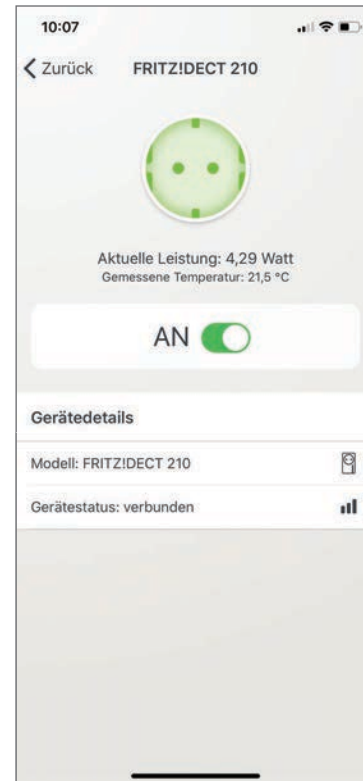 10:07
Zurück FRITZ!DECT 210
Aktuelle Leistung: 4,29 Watt
Gemessene Temperatur: 21,5 °C
AN
Gerätedetails
Modell: FRITZ!DECT 210
Gerätestatus: verbunden